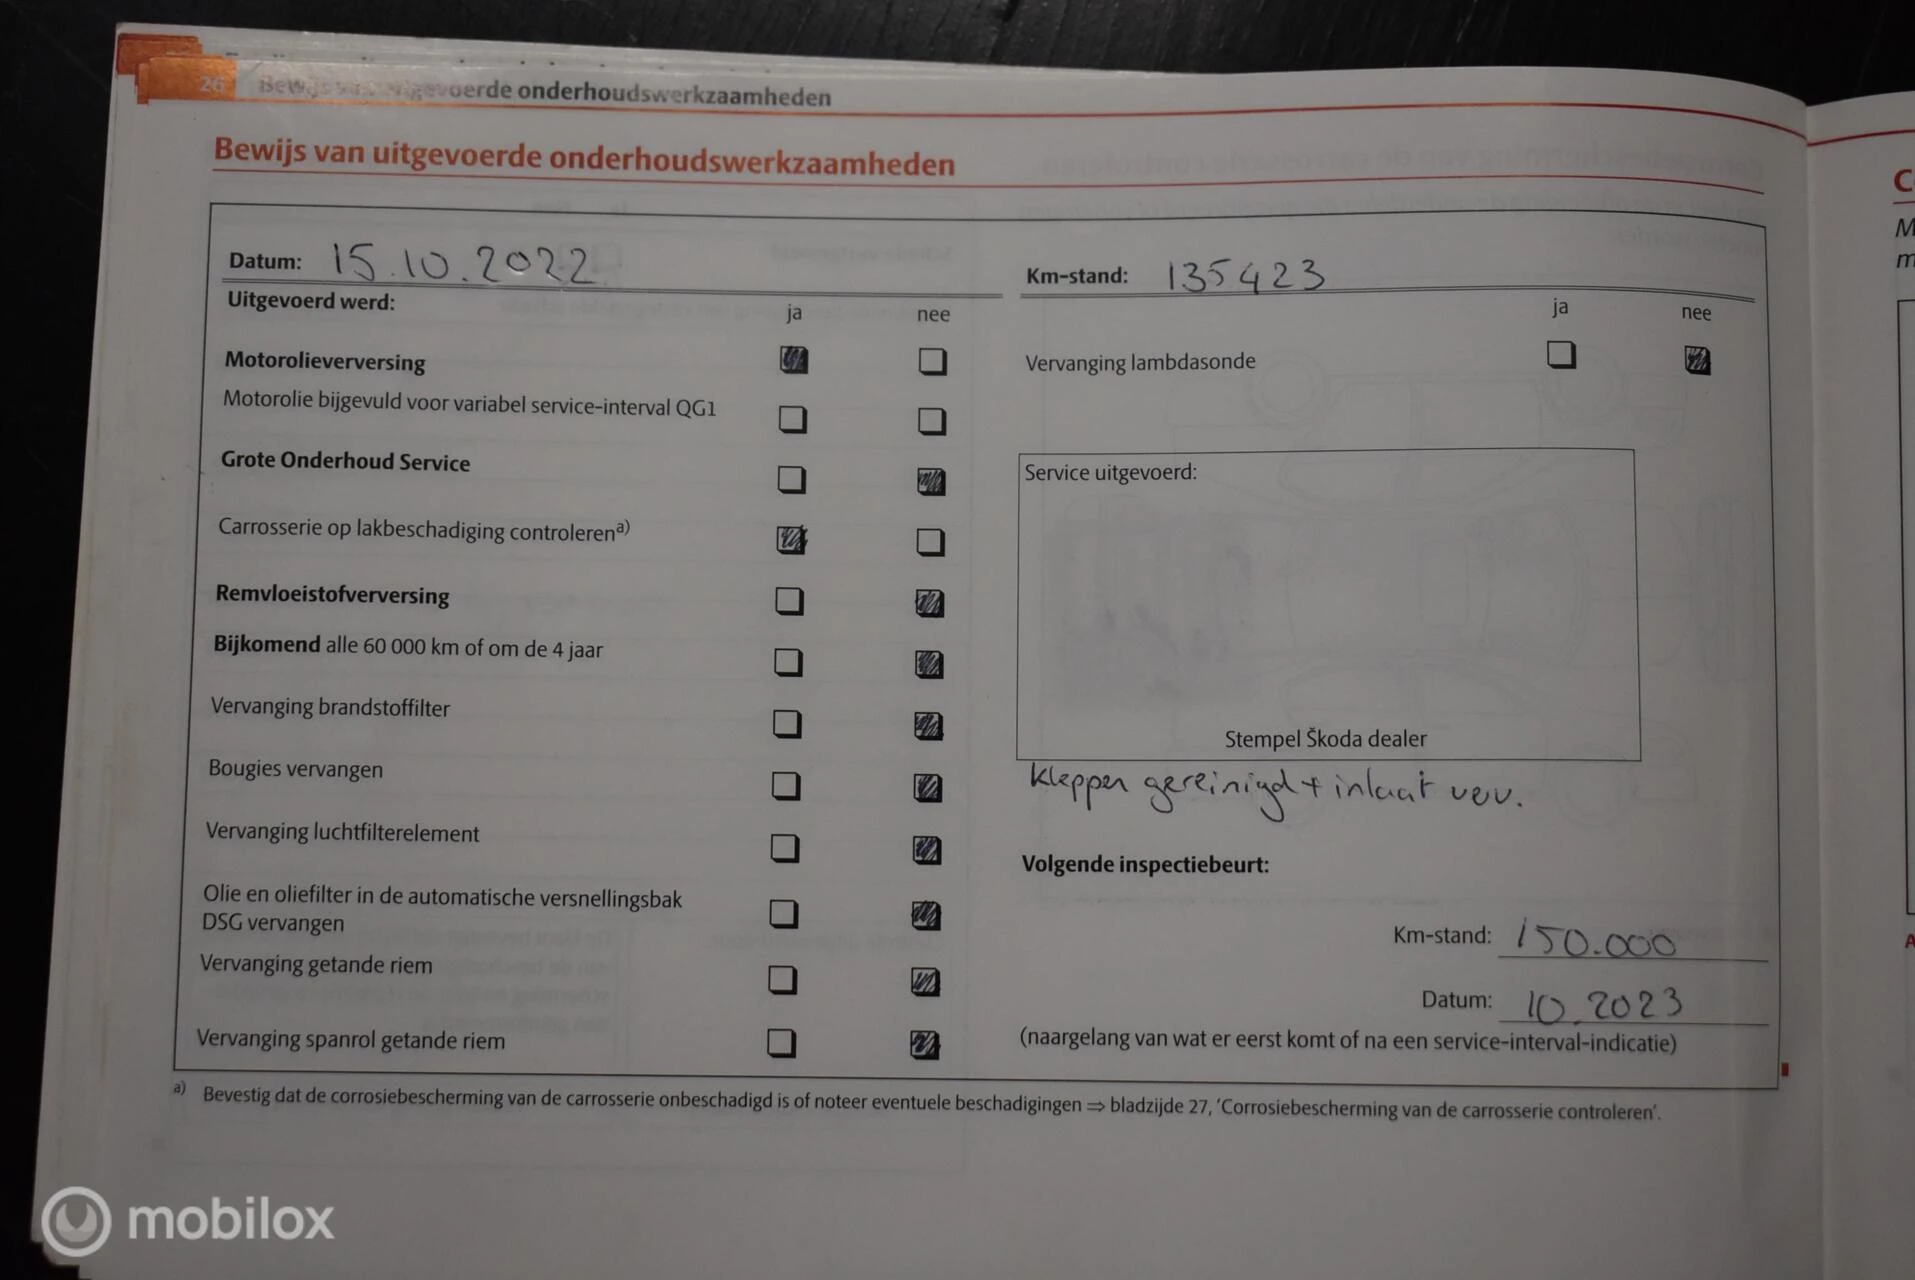 26 Bewijs van uitgevoerde onderhoudswerkzaamheden
Bewijs van uitgevoerde onderhoudswerkzaamheden
Datum: 15.10.2022
Km-stand: 135423
Uitgevoerd werd:
ja nee
ja nee
Motorolieverversing
Motorolie bijgevuld voor variabel service-interval QG1
Grote Onderhoud Service
Carrosserie op lakbeschadiging controleren a)
Remvloeistofverversing
Bijkomend alle 60 000 km of om de 4 jaar
Vervanging brandstoffilter
Bougies vervangen
Vervanging luchtfilterelement
Olie en oliefilter in de automatische versnellingsbak
DSG vervangen
Vervanging getande riem
Vervanging spanrol getande riem
Vervanging lambdasonde
Service uitgevoerd:
Stempel Škoda dealer
kleppen gereinigd + inlaat verv.
Volgende inspectiebeurt:
Km-stand: 150.000
Datum: 10.2023
(naargelang van wat er eerst komt of na een service-interval-indicatie)
a) Bevestig dat de corrosiebescherming van de carrosserie onbeschadigd is of noteer eventuele beschadigingen ⇒ bladzijde 27, 'Corrosiebescherming van de carrosserie controleren'.
mobilox